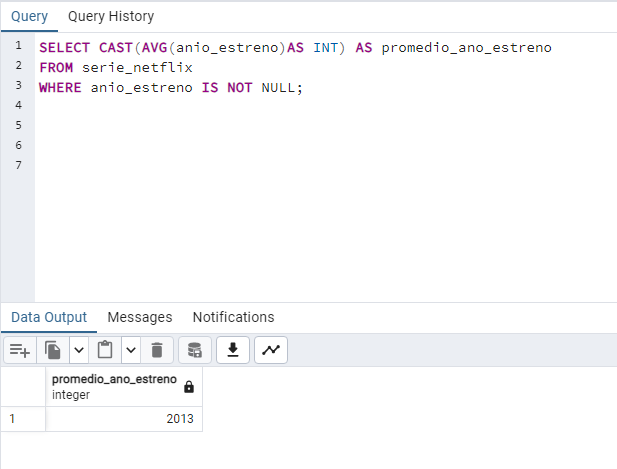 Query Query History
1 SELECT CAST(AVG(anio_estreno)AS INT) AS promedio_ano_estreno
2 FROM serie_netflix
3 WHERE anio_estreno IS NOT NULL;
4
5
6
7
Data Output Messages Notifications
promedio_ano_estreno
integer
1 2013